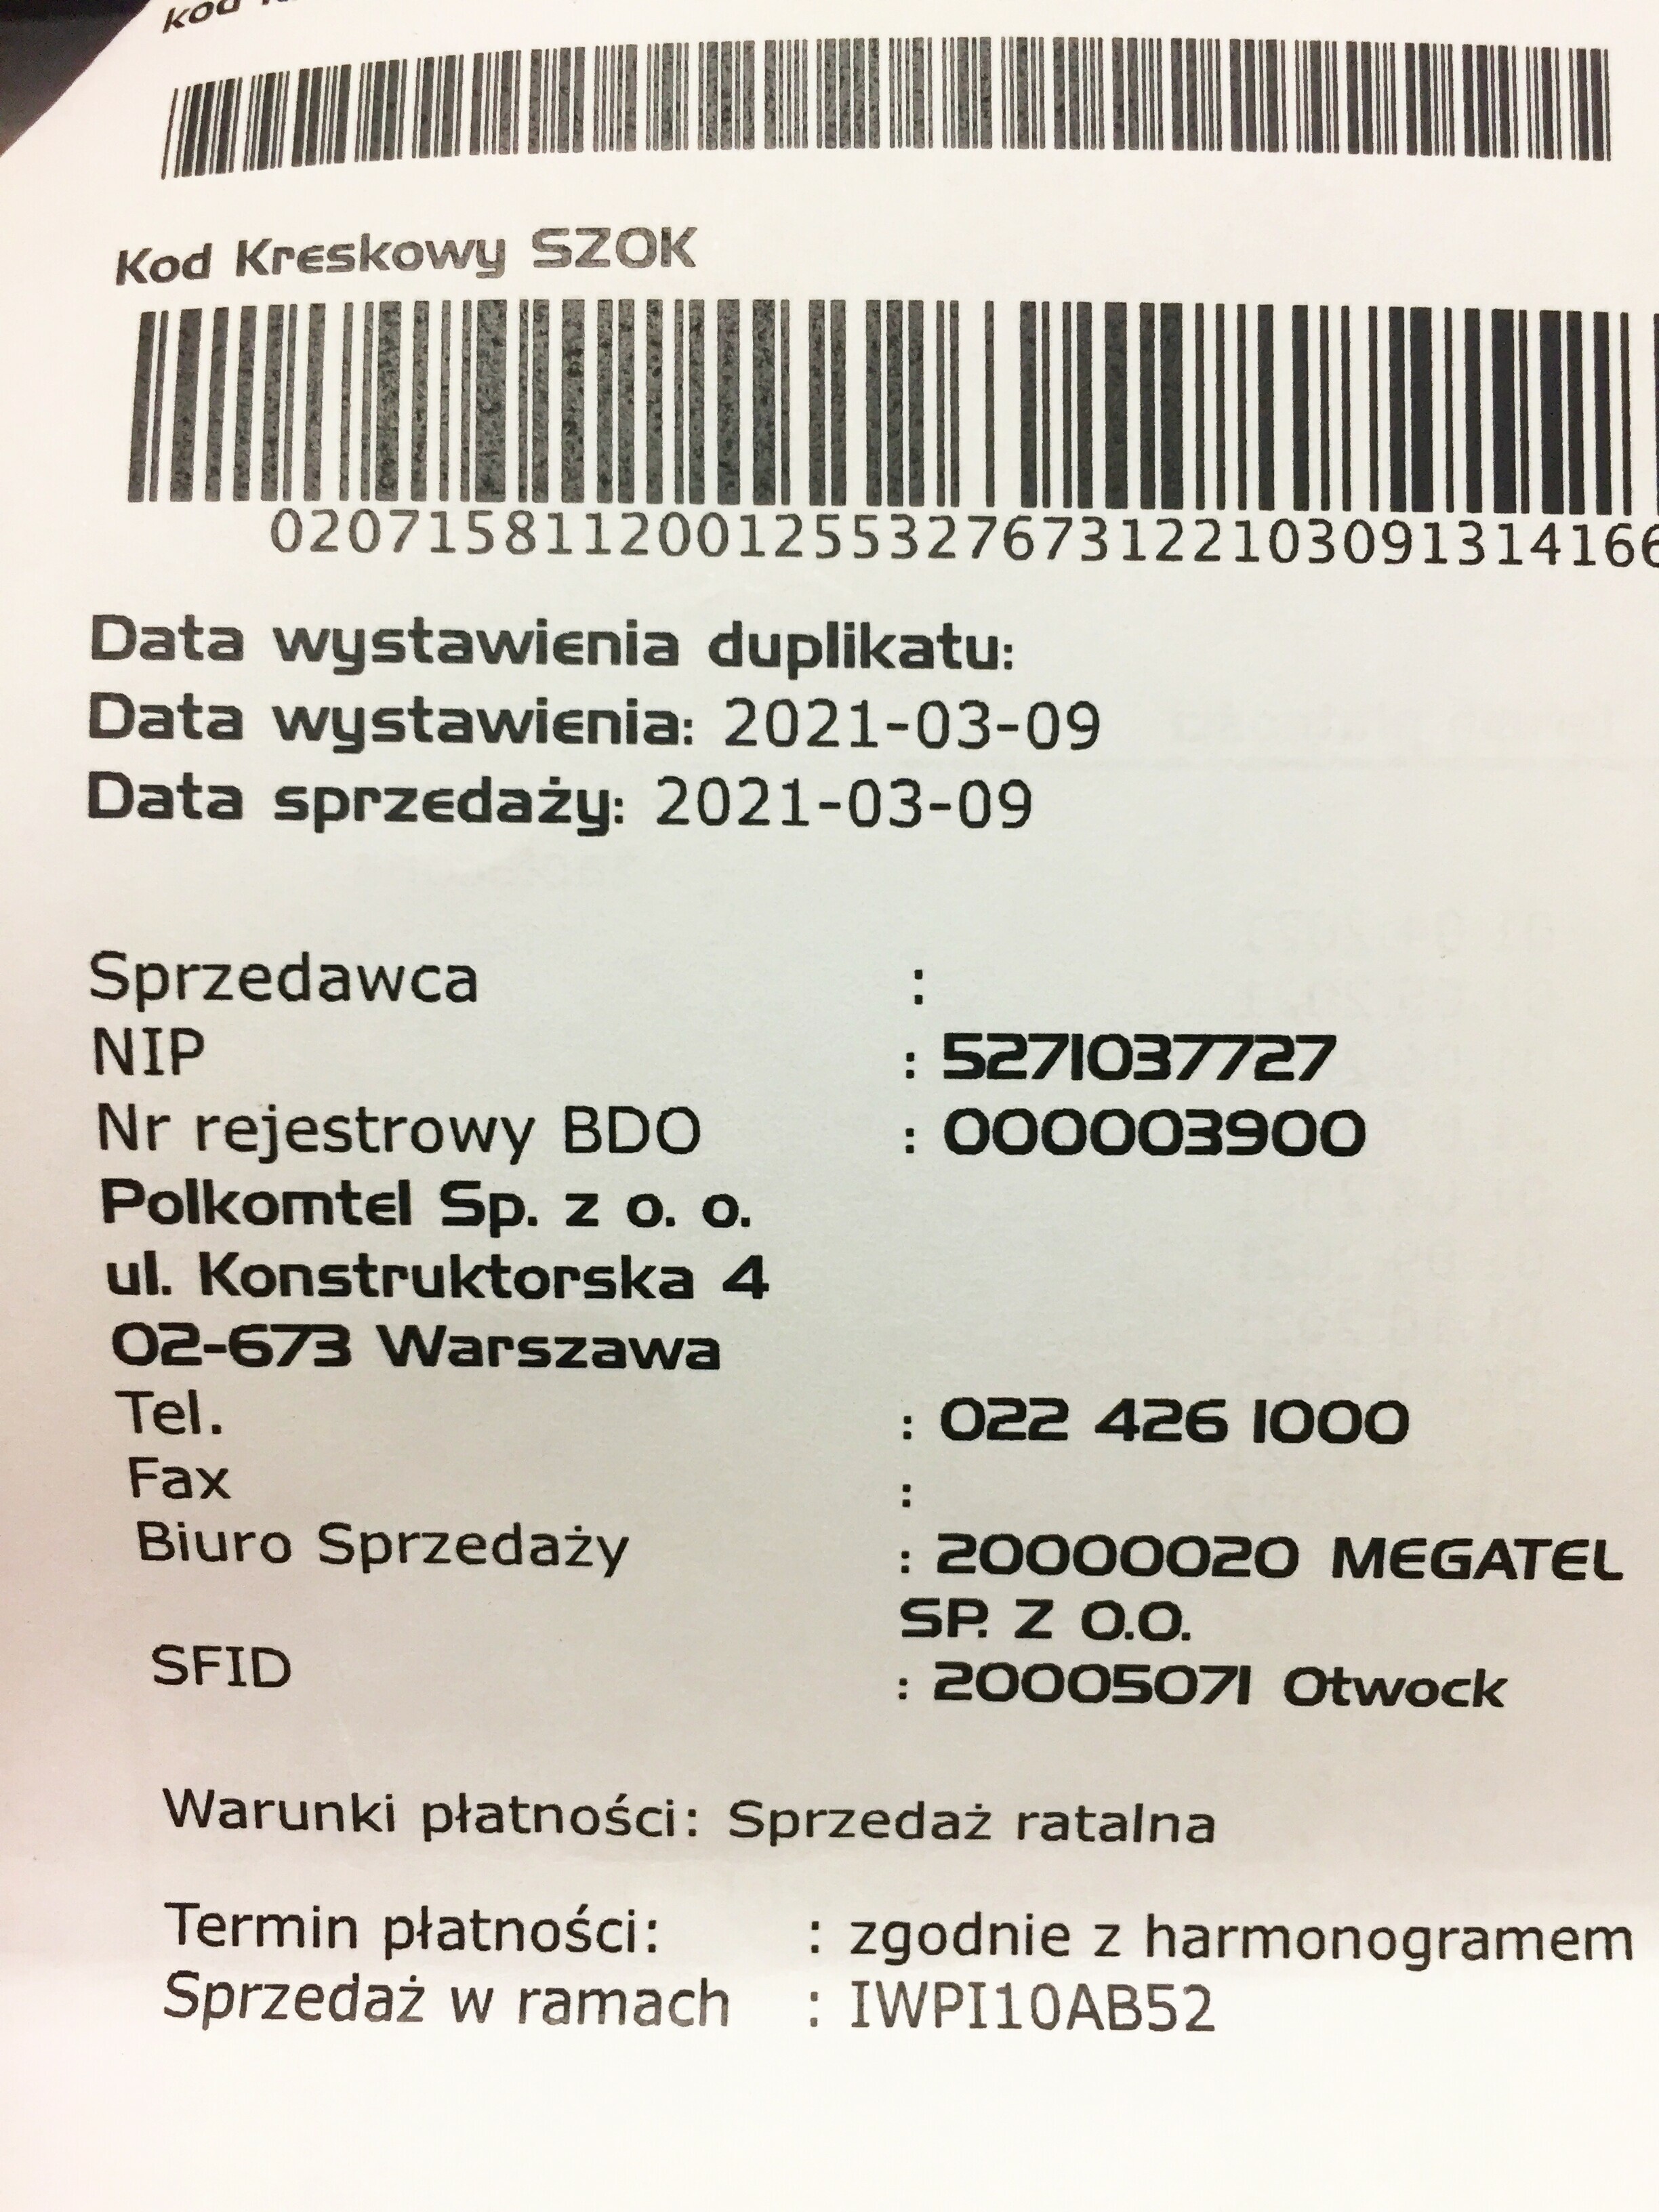 Kod Kreskowy SZOK
0207158112001255327673122103091314166
Data wystawienia duplikatu:
Data wystawienia: 2021-03-09
Data sprzedaży: 2021-03-09
Sprzedawca :
NIP : 5271037727
Nr rejestrowy BDO : 000003900
Polkomtel Sp. z o. o.
ul. Konstruktorska 4
02-673 Warszawa
Tel. : 022 426 1000
Fax :
Biuro Sprzedaży : 20000020 MEGATEL
SP. Z O.O.
SFID : 20005071 Otwock
Warunki płatności: Sprzedaż ratalna
Termin płatności: : zgodnie z harmonogramem
Sprzedaż w ramach : IWPI10AB52